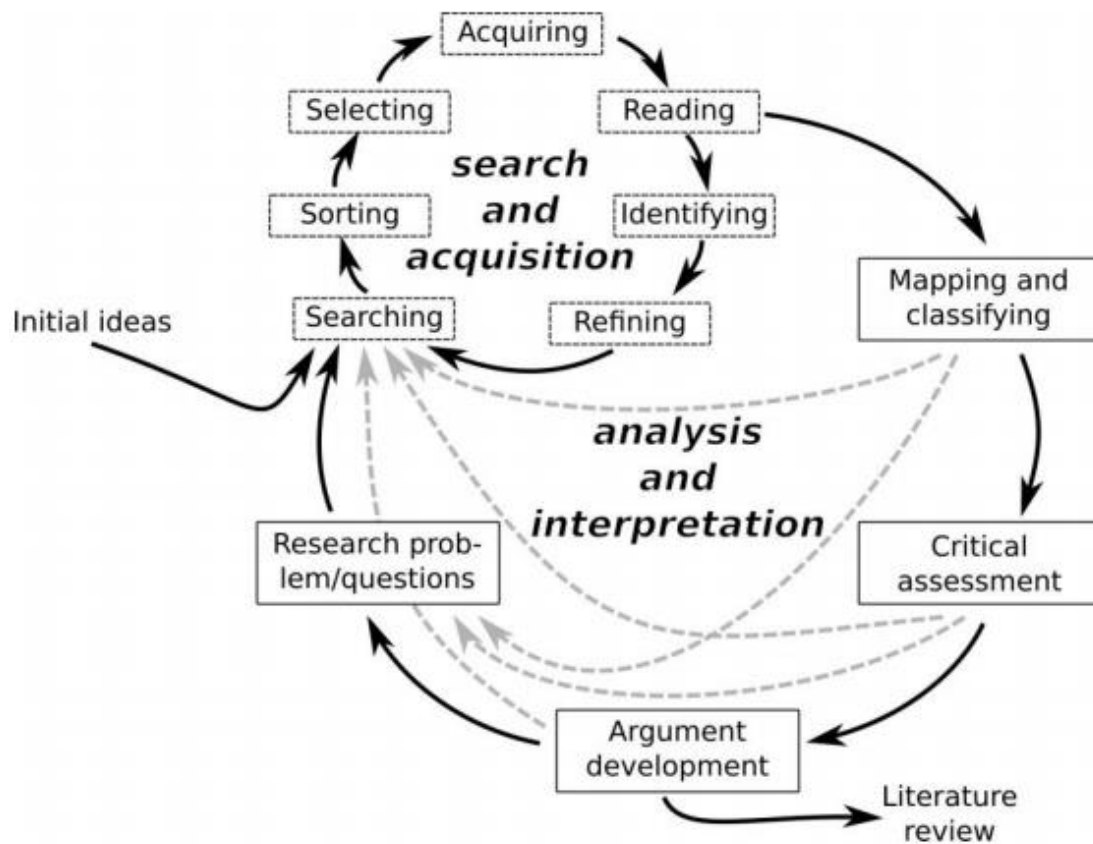 Acquiring
Selecting
Reading
search
and
acquisition
Sorting
Identifying
Searching
Refining
Initial ideas
Mapping and
classifying
analysis
and
interpretation
Research prob-
lem/questions
Critical
assessment
Argument
development
Literature
review